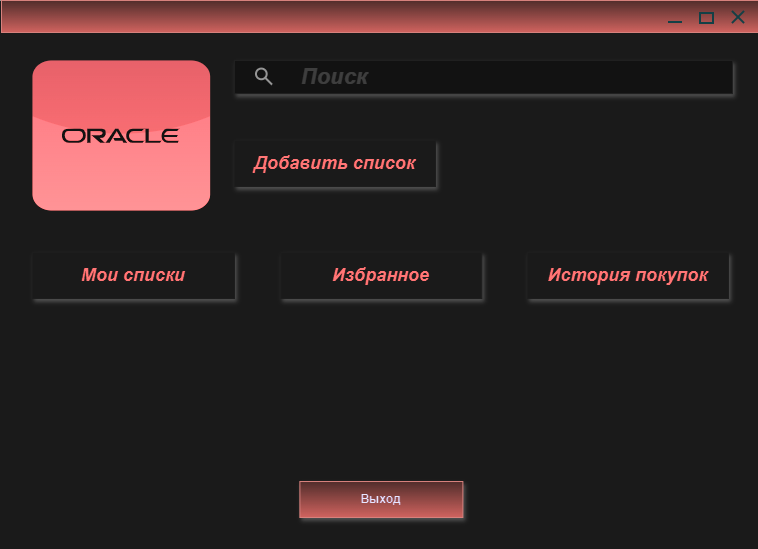 ORACLE
Поиск
Добавить список
Мои списки
Избранное
История покупок
Выход